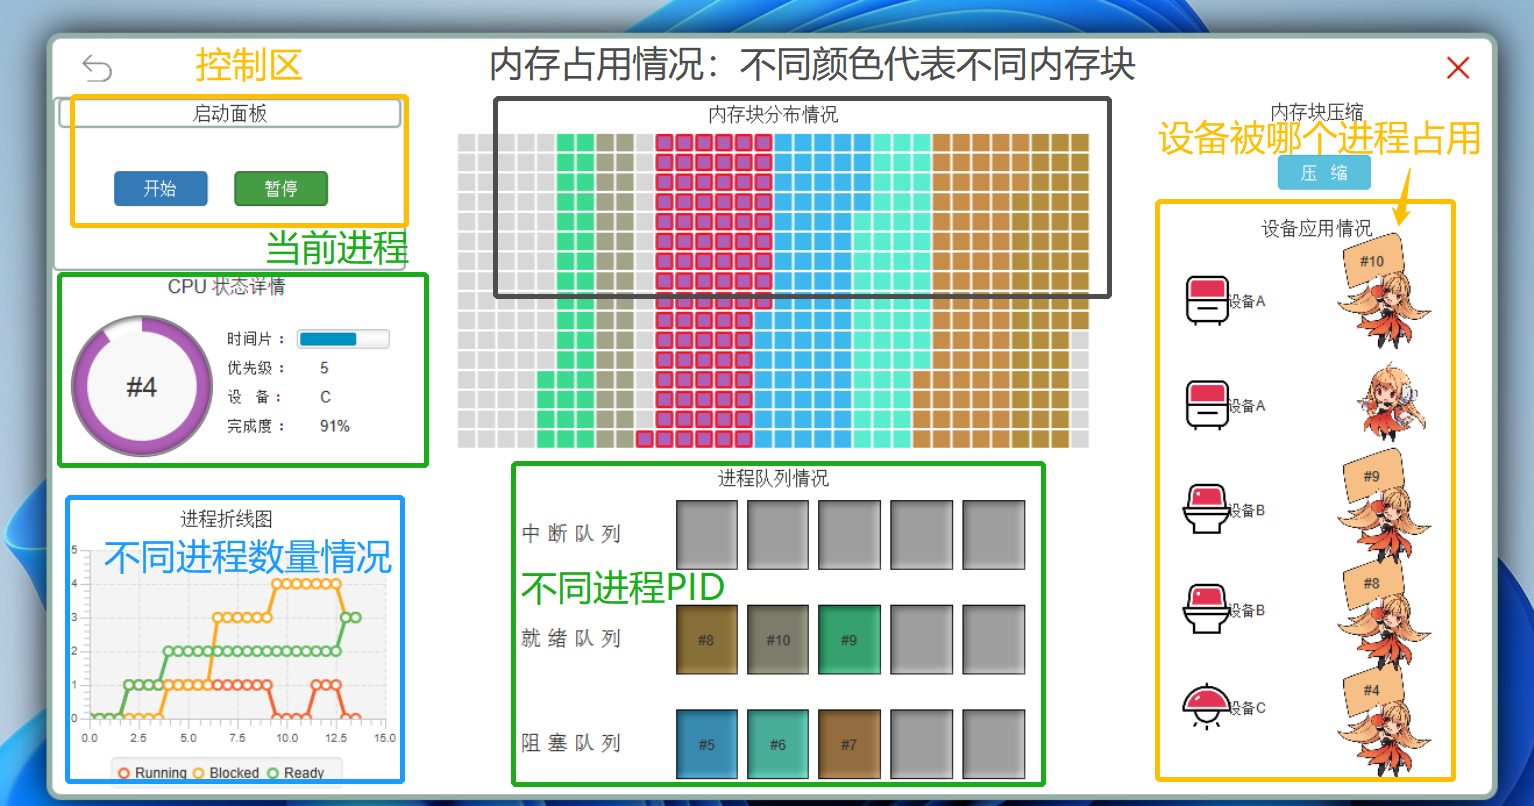 控制区
内存占用情况：不同颜色代表不同内存块
启动面板
开始
暂停
当前进程
内存块分布情况
内存块压缩
设备被哪个进程占用
压 缩
CPU 状态详情
#4
时间片：
优先级： 5
设 备： C
完成度： 91%
设备应用情况
#10
设备A
设备A
#9
设备B
#8
设备B
#4
设备C
进程折线图
不同进程数量情况
5
4
3
2
1
0
0.0 2.5 5.0 7.5 10.0 12.5 15.0
Running Blocked Ready
进程队列情况
中断队列
不同进程PID
就绪队列 #8 #10 #9
阻塞队列 #5 #6 #7